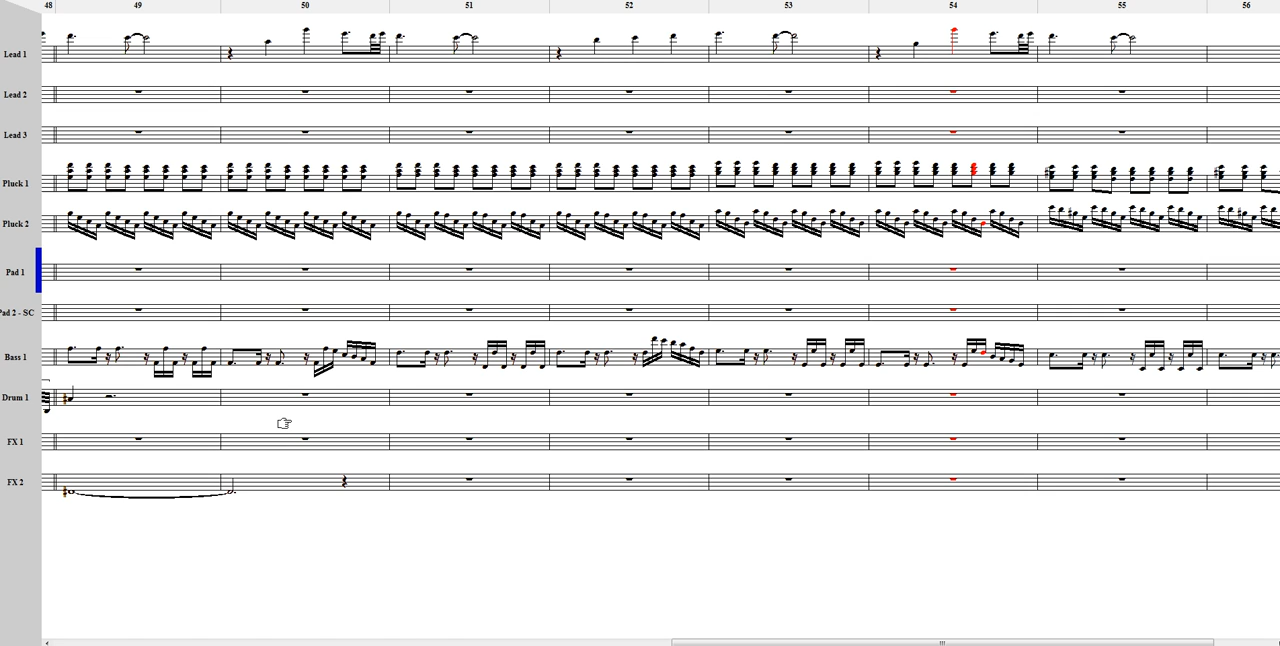 48 49 50 51 52 53 54 55 56
Lead 1
Lead 2
Lead 3
Pluck 1
Pluck 2
Pad 1
Pad 2 - SC
Bass 1
Drum 1
FX 1
FX 2